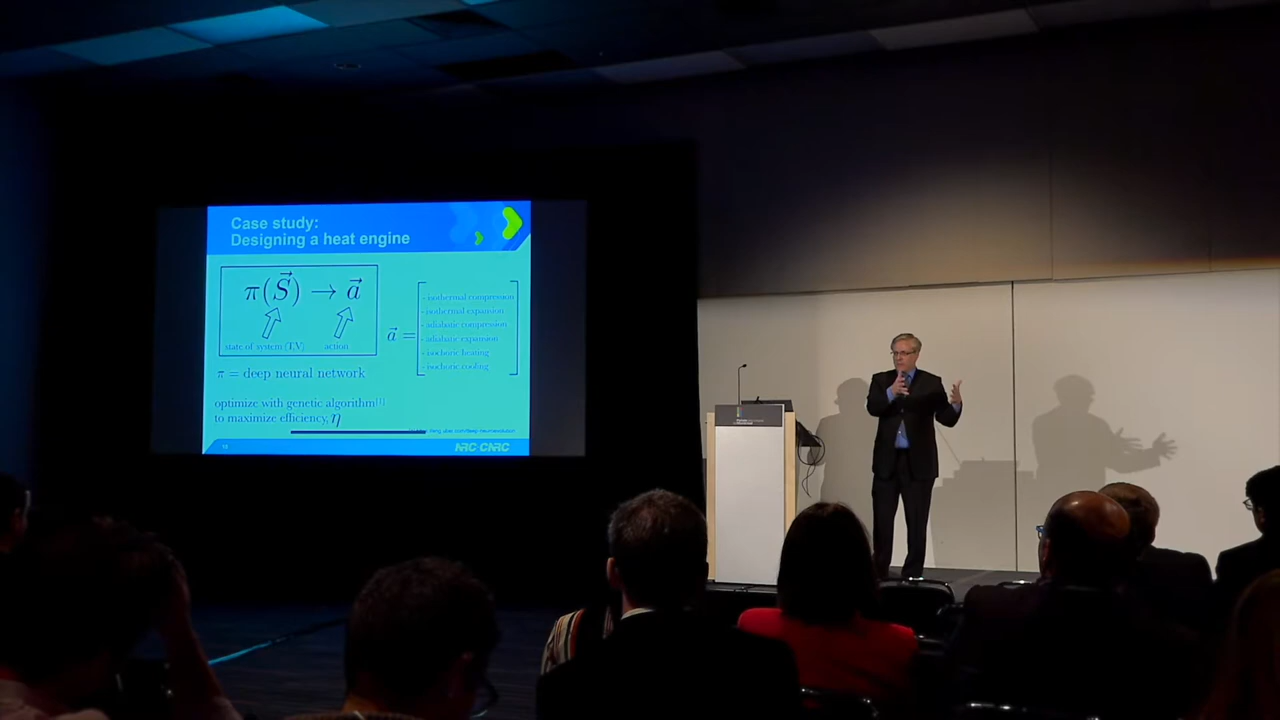 Case study:
Designing a heat engine
π(S⃗) → a⃗
state of system (T,V) action
a⃗ =
- isothermal compression
- isothermal expansion
- adiabatic compression
- adiabatic expansion
- isochoric heating
- isochoric cooling
π = deep neural network
optimize with genetic algorithm[1]
to maximize efficiency, η
NRC·CNRC